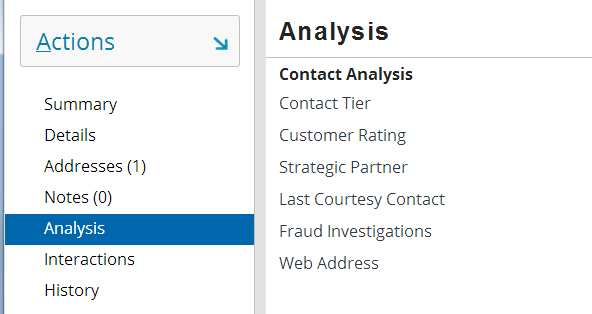 Actions
Summary
Details
Addresses (1)
Notes (0)
Analysis
Interactions
History
Analysis
Contact Analysis
Contact Tier
Customer Rating
Strategic Partner
Last Courtesy Contact
Fraud Investigations
Web Address